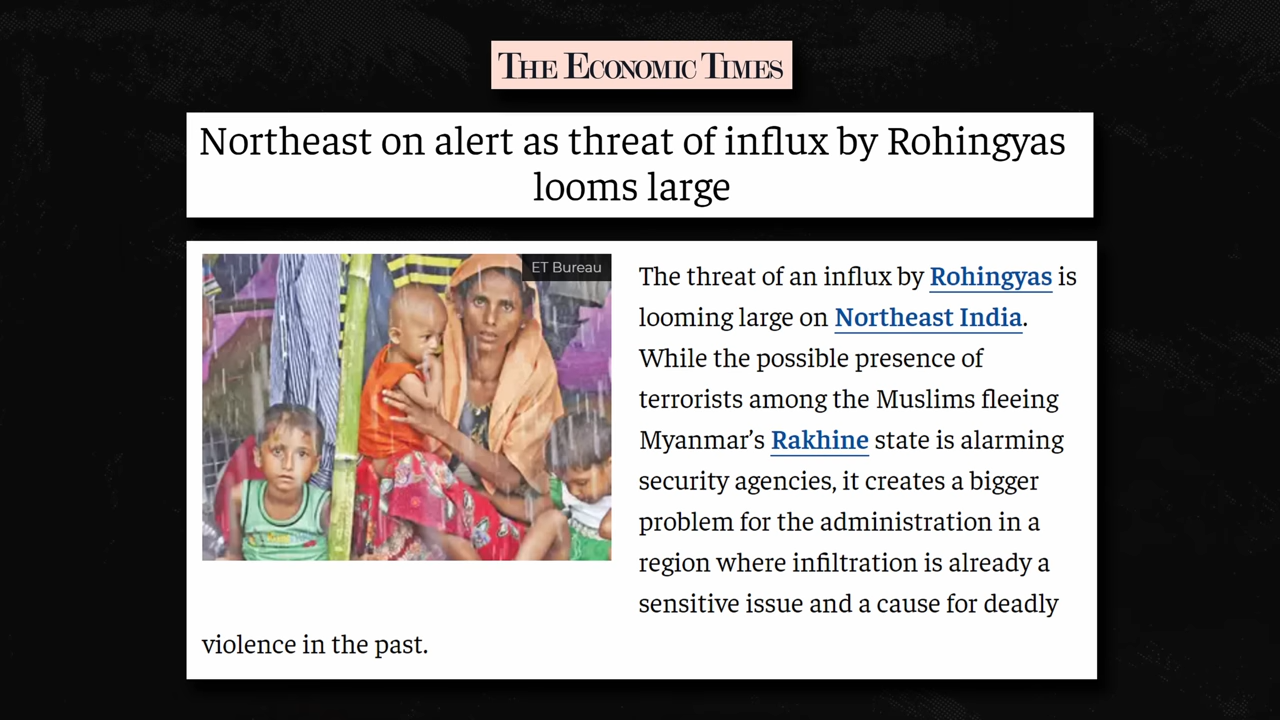 THE ECONOMIC TIMES
Northeast on alert as threat of influx by Rohingyas
looms large
ET Bureau
The threat of an influx by Rohingyas is
looming large on Northeast India.
While the possible presence of
terrorists among the Muslims fleeing
Myanmar’s Rakhine state is alarming
security agencies, it creates a bigger
problem for the administration in a
region where infiltration is already a
sensitive issue and a cause for deadly
violence in the past.